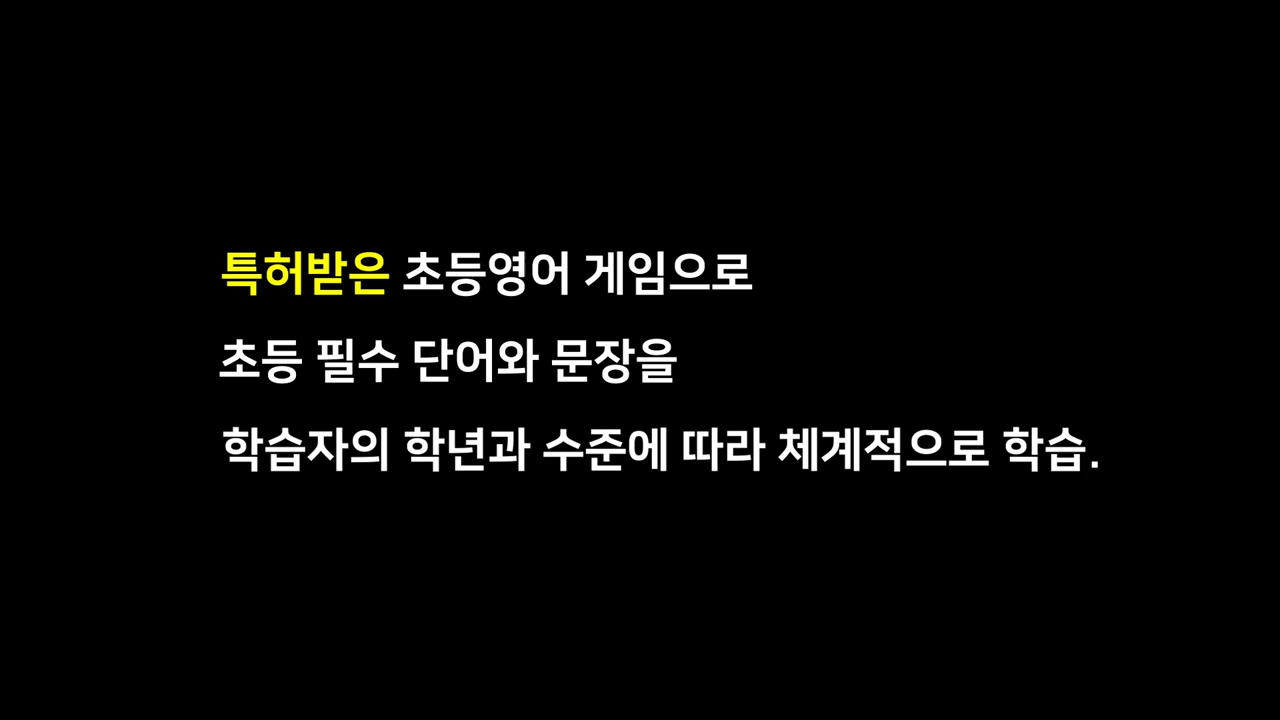 특허받은 초등영어 게임으로
초등 필수 단어와 문장을
학습자의 학년과 수준에 따라 체계적으로 학습.